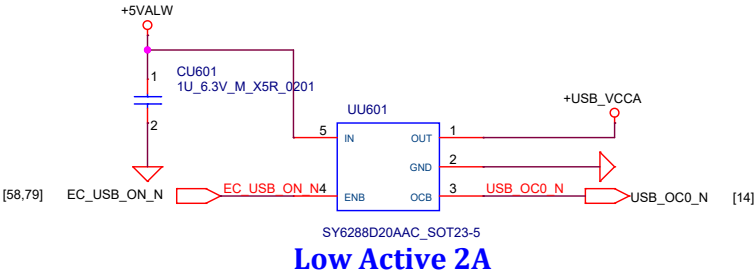 +5VALW
1
CU601
1U_6.3V_M_X5R_0201
2
UU601
+USB_VCCA
5
IN
OUT
1
GND
2
[58,79]
EC_USB_ON_N
EC_USB_ON_N
4
ENB
OCB
3
USB_OC0_N
USB_OC0_N
[14]
SY6288D20AAC_SOT23-5
Low Active 2A